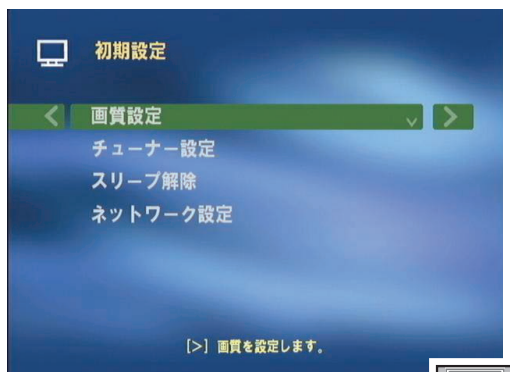 初期設定
画質設定
チューナー設定
スリープ解除
ネットワーク設定
[>] 画質を設定します。